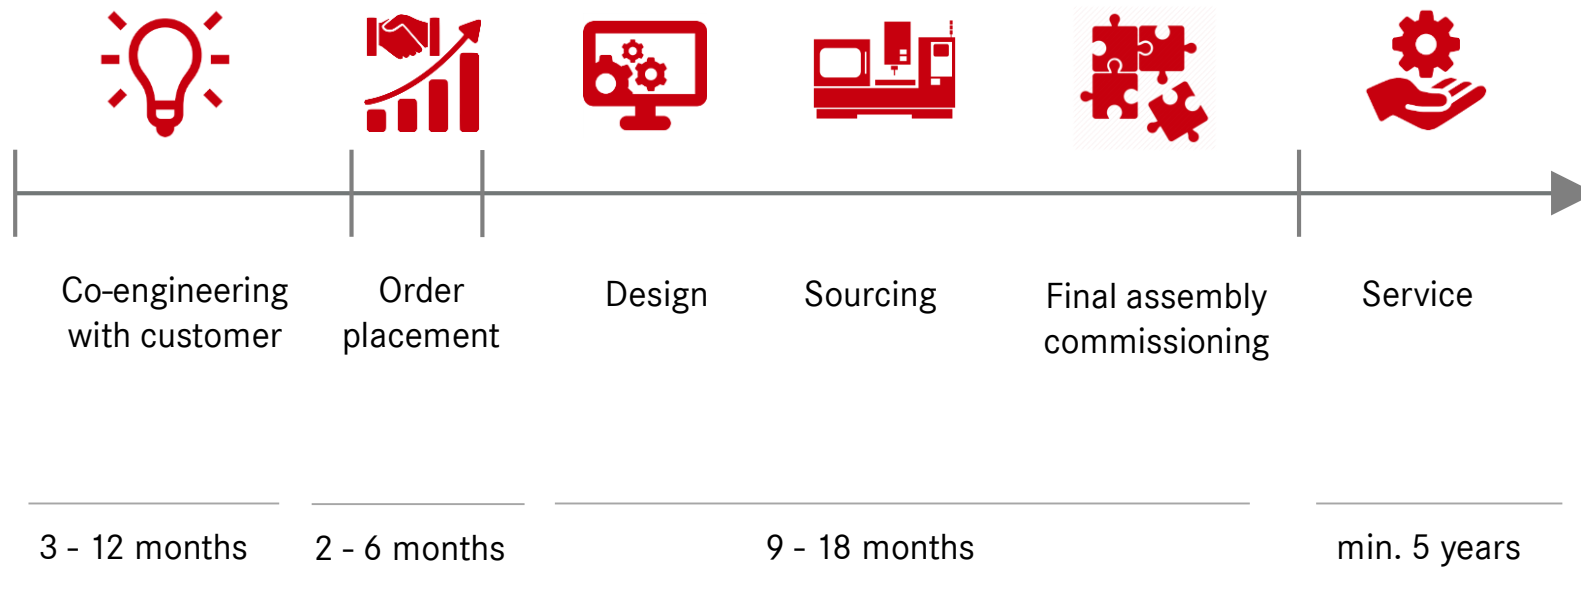 Co-engineering
with customer
Order
placement
Design
Sourcing
Final assembly
commissioning
Service
3 - 12 months
2 - 6 months
9 - 18 months
min. 5 years